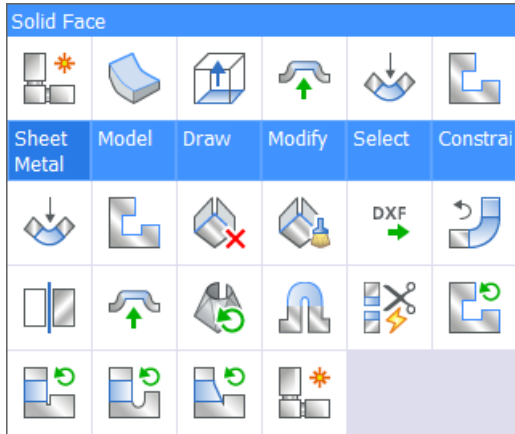 Solid Face
Sheet Metal
Model
Draw
Modify
Select
Constrai
DXF